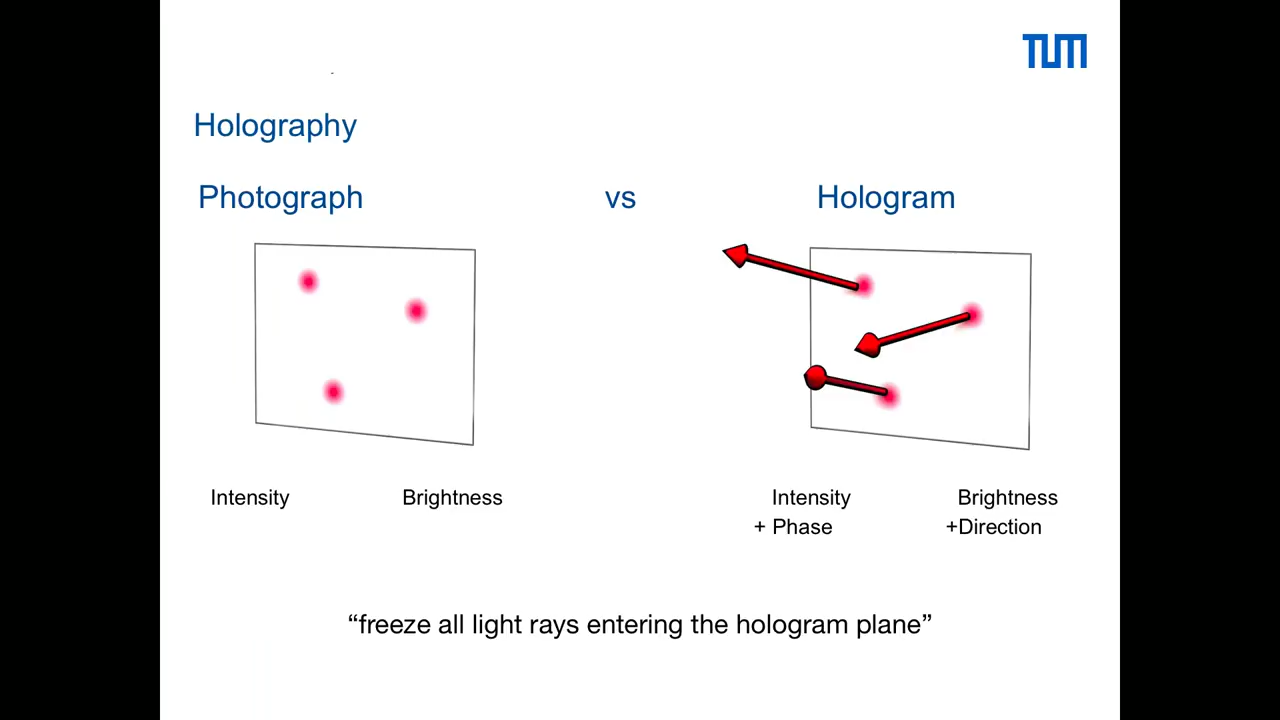 TUM
Holography
Photograph vs Hologram
Intensity Brightness Intensity Brightness
+ Phase +Direction
“freeze all light rays entering the hologram plane”